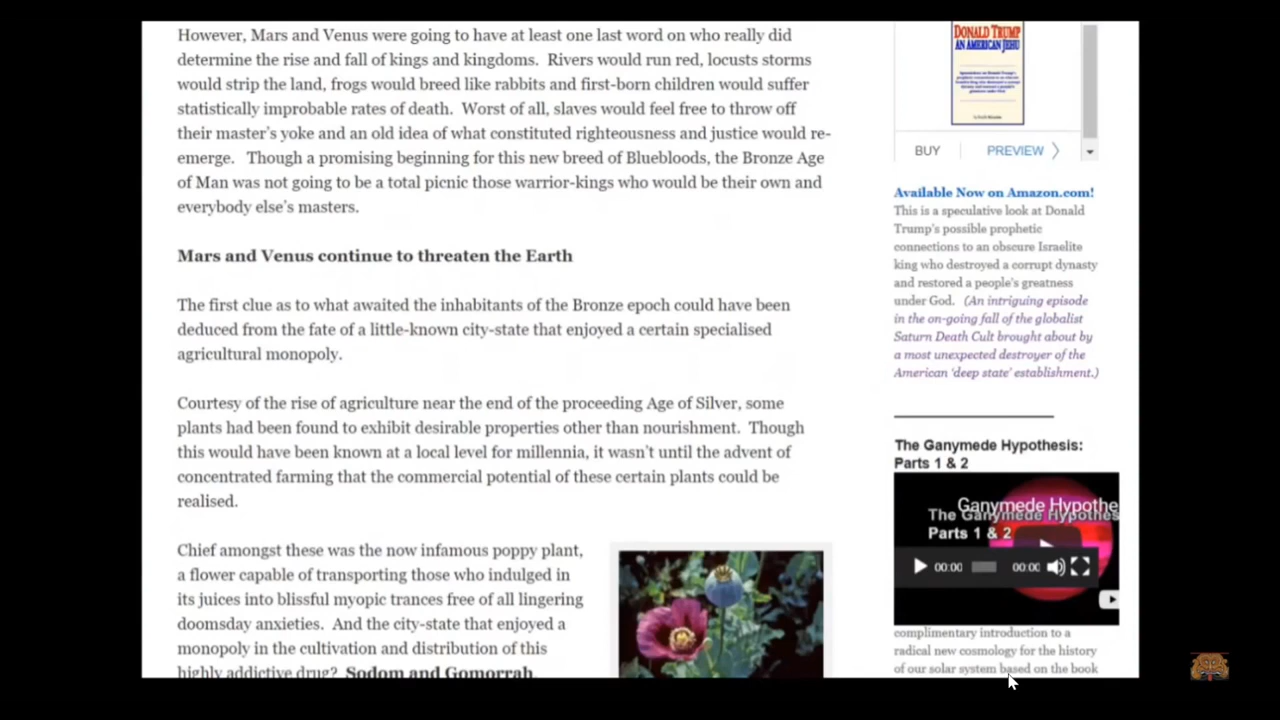 However, Mars and Venus were going to have at least one last word on who really did
determine the rise and fall of kings and kingdoms.  Rivers would run red, locusts storms
would strip the land, frogs would breed like rabbits and first-born children would suffer
statistically improbable rates of death.  Worst of all, slaves would feel free to throw off
their master's yoke and an old idea of what constituted righteousness and justice would re-
emerge.   Though a promising beginning for this new breed of Bluebloods, the Bronze Age
of Man was not going to be a total picnic those warrior-kings who would be their own and
everybody else's masters.
Mars and Venus continue to threaten the Earth
The first clue as to what awaited the inhabitants of the Bronze epoch could have been
deduced from the fate of a little-known city-state that enjoyed a certain specialised
agricultural monopoly.
Courtesy of the rise of agriculture near the end of the proceeding Age of Silver, some
plants had been found to exhibit desirable properties other than nourishment.  Though
this would have been known at a local level for millennia, it wasn't until the advent of
concentrated farming that the commercial potential of these certain plants could be
realised.
Chief amongst these was the now infamous poppy plant,
a flower capable of transporting those who indulged in
its juices into blissful myopic trances free of all lingering
doomsday anxieties.  And the city-state that enjoyed a
monopoly in the cultivation and distribution of this
highly addictive drug?  Sodom and Gomorrah.
DONALD TRUMP
AN AMERICAN JEHU
BUY
PREVIEW
Available Now on Amazon.com!
This is a speculative look at Donald
Trump's possible prophetic
connections to an obscure Israelite
king who destroyed a corrupt dynasty
and restored a people's greatness
under God.  (An intriguing episode
in the on-going fall of the globalist
Saturn Death Cult brought about by
a most unexpected destroyer of the
American 'deep state' establishment.)
The Ganymede Hypothesis:
Parts 1 & 2
Ganymede Hypothe
The Ganymede Hypothes
Parts 1 & 2
00:00
00:00
complimentary introduction to a
radical new cosmology for the history
of our solar system based on the book